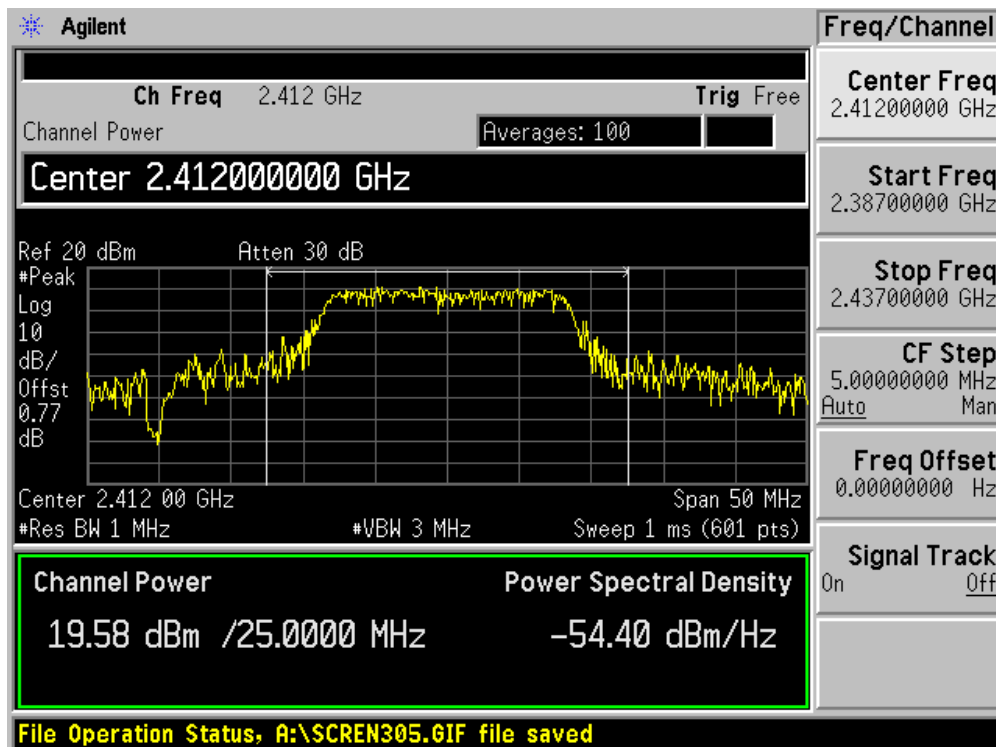 Agilent
Freq/Channel
Ch Freq 2.412 GHz Trig Free
Channel Power Averages: 100
Center 2.412000000 GHz
Ref 20 dBm Atten 30 dB
#Peak
Log
10
dB/
Offst
0.77
dB
Center 2.412 00 GHz Span 50 MHz
#Res BW 1 MHz #VBW 3 MHz Sweep 1 ms (601 pts)
Channel Power Power Spectral Density
19.58 dBm /25.0000 MHz -54.40 dBm/Hz
File Operation Status, A:\SCREN305.GIF file saved
Center Freq
2.41200000 GHz
Start Freq
2.38700000 GHz
Stop Freq
2.43700000 GHz
CF Step
5.00000000 MHz
Auto Man
Freq Offset
0.00000000 Hz
Signal Track
On Off